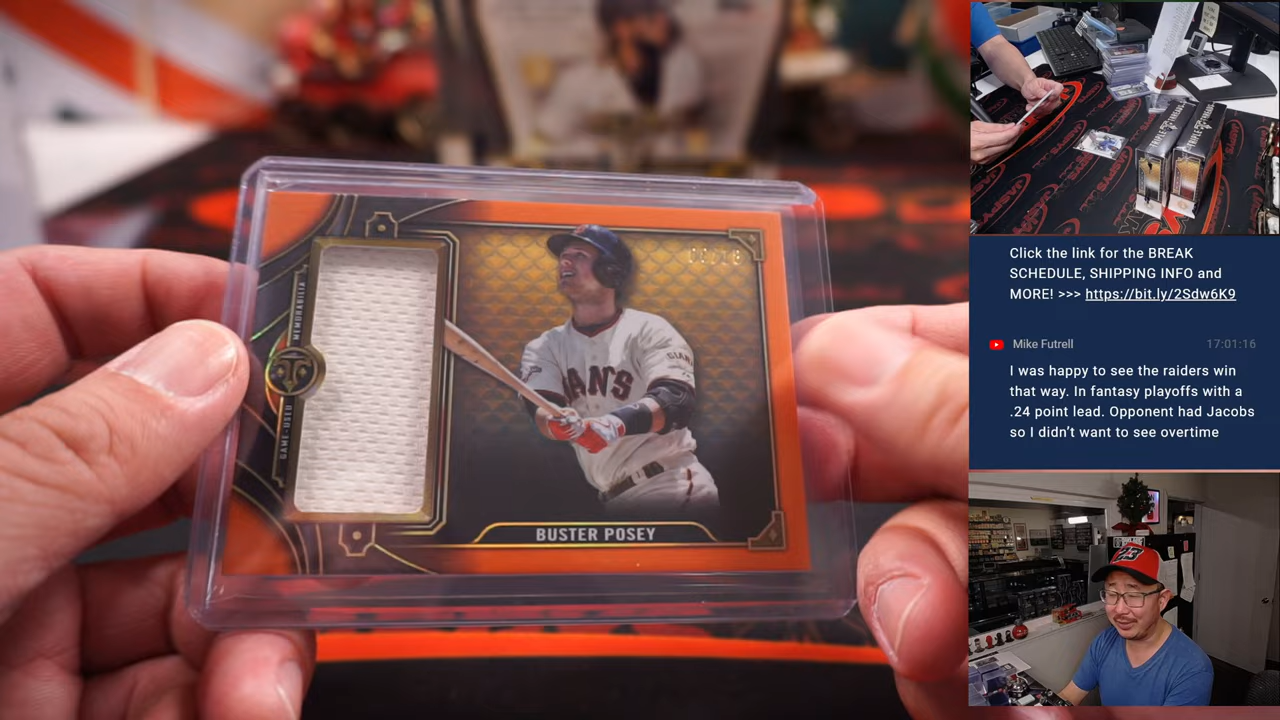 MEMORABILIA
GAME-USED
GIANTS
BUSTER POSEY
Click the link for the BREAK
SCHEDULE, SHIPPING INFO and
MORE! >>> https://bit.ly/2Sdw6K9
Mike Futrell
17:01:16
I was happy to see the raiders win
that way. In fantasy playoffs with a
.24 point lead. Opponent had Jacobs
so I didn't want to see overtime
23